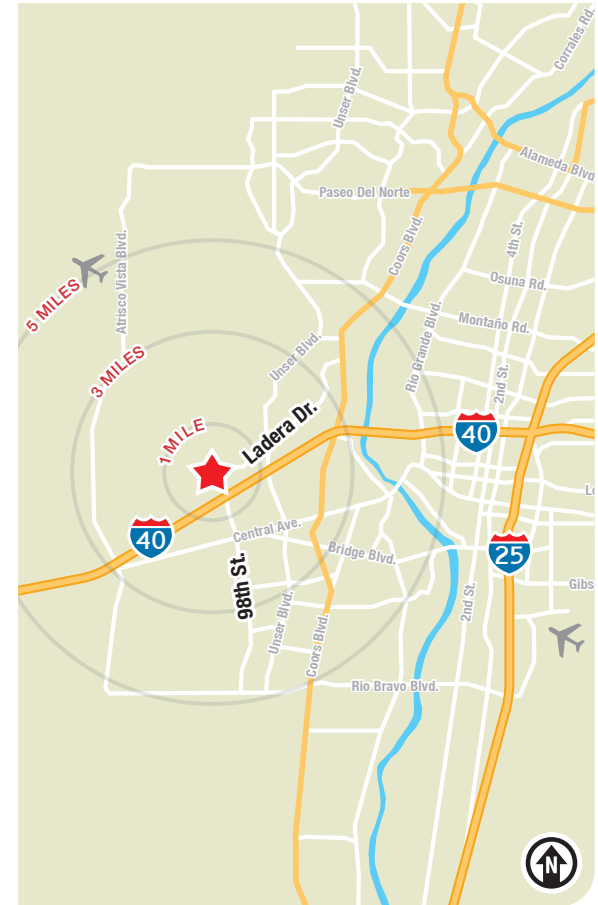 Corrales Rd.
Unser Blvd.
Alameda Blvd.
Paseo Del Norte
Coors Blvd.
4th St.
Atrisco Vista Blvd.
Osuna Rd.
5 MILES
Montaño Rd.
Rio Grande Blvd.
3 MILES
Unser Blvd.
2nd St.
1 MILE
Ladera Dr.
40
Lo
Central Ave.
40
Bridge Blvd.
25
98th St.
Gibs
Unser Blvd.
2nd St.
Coors Blvd.
Rio Bravo Blvd.
N